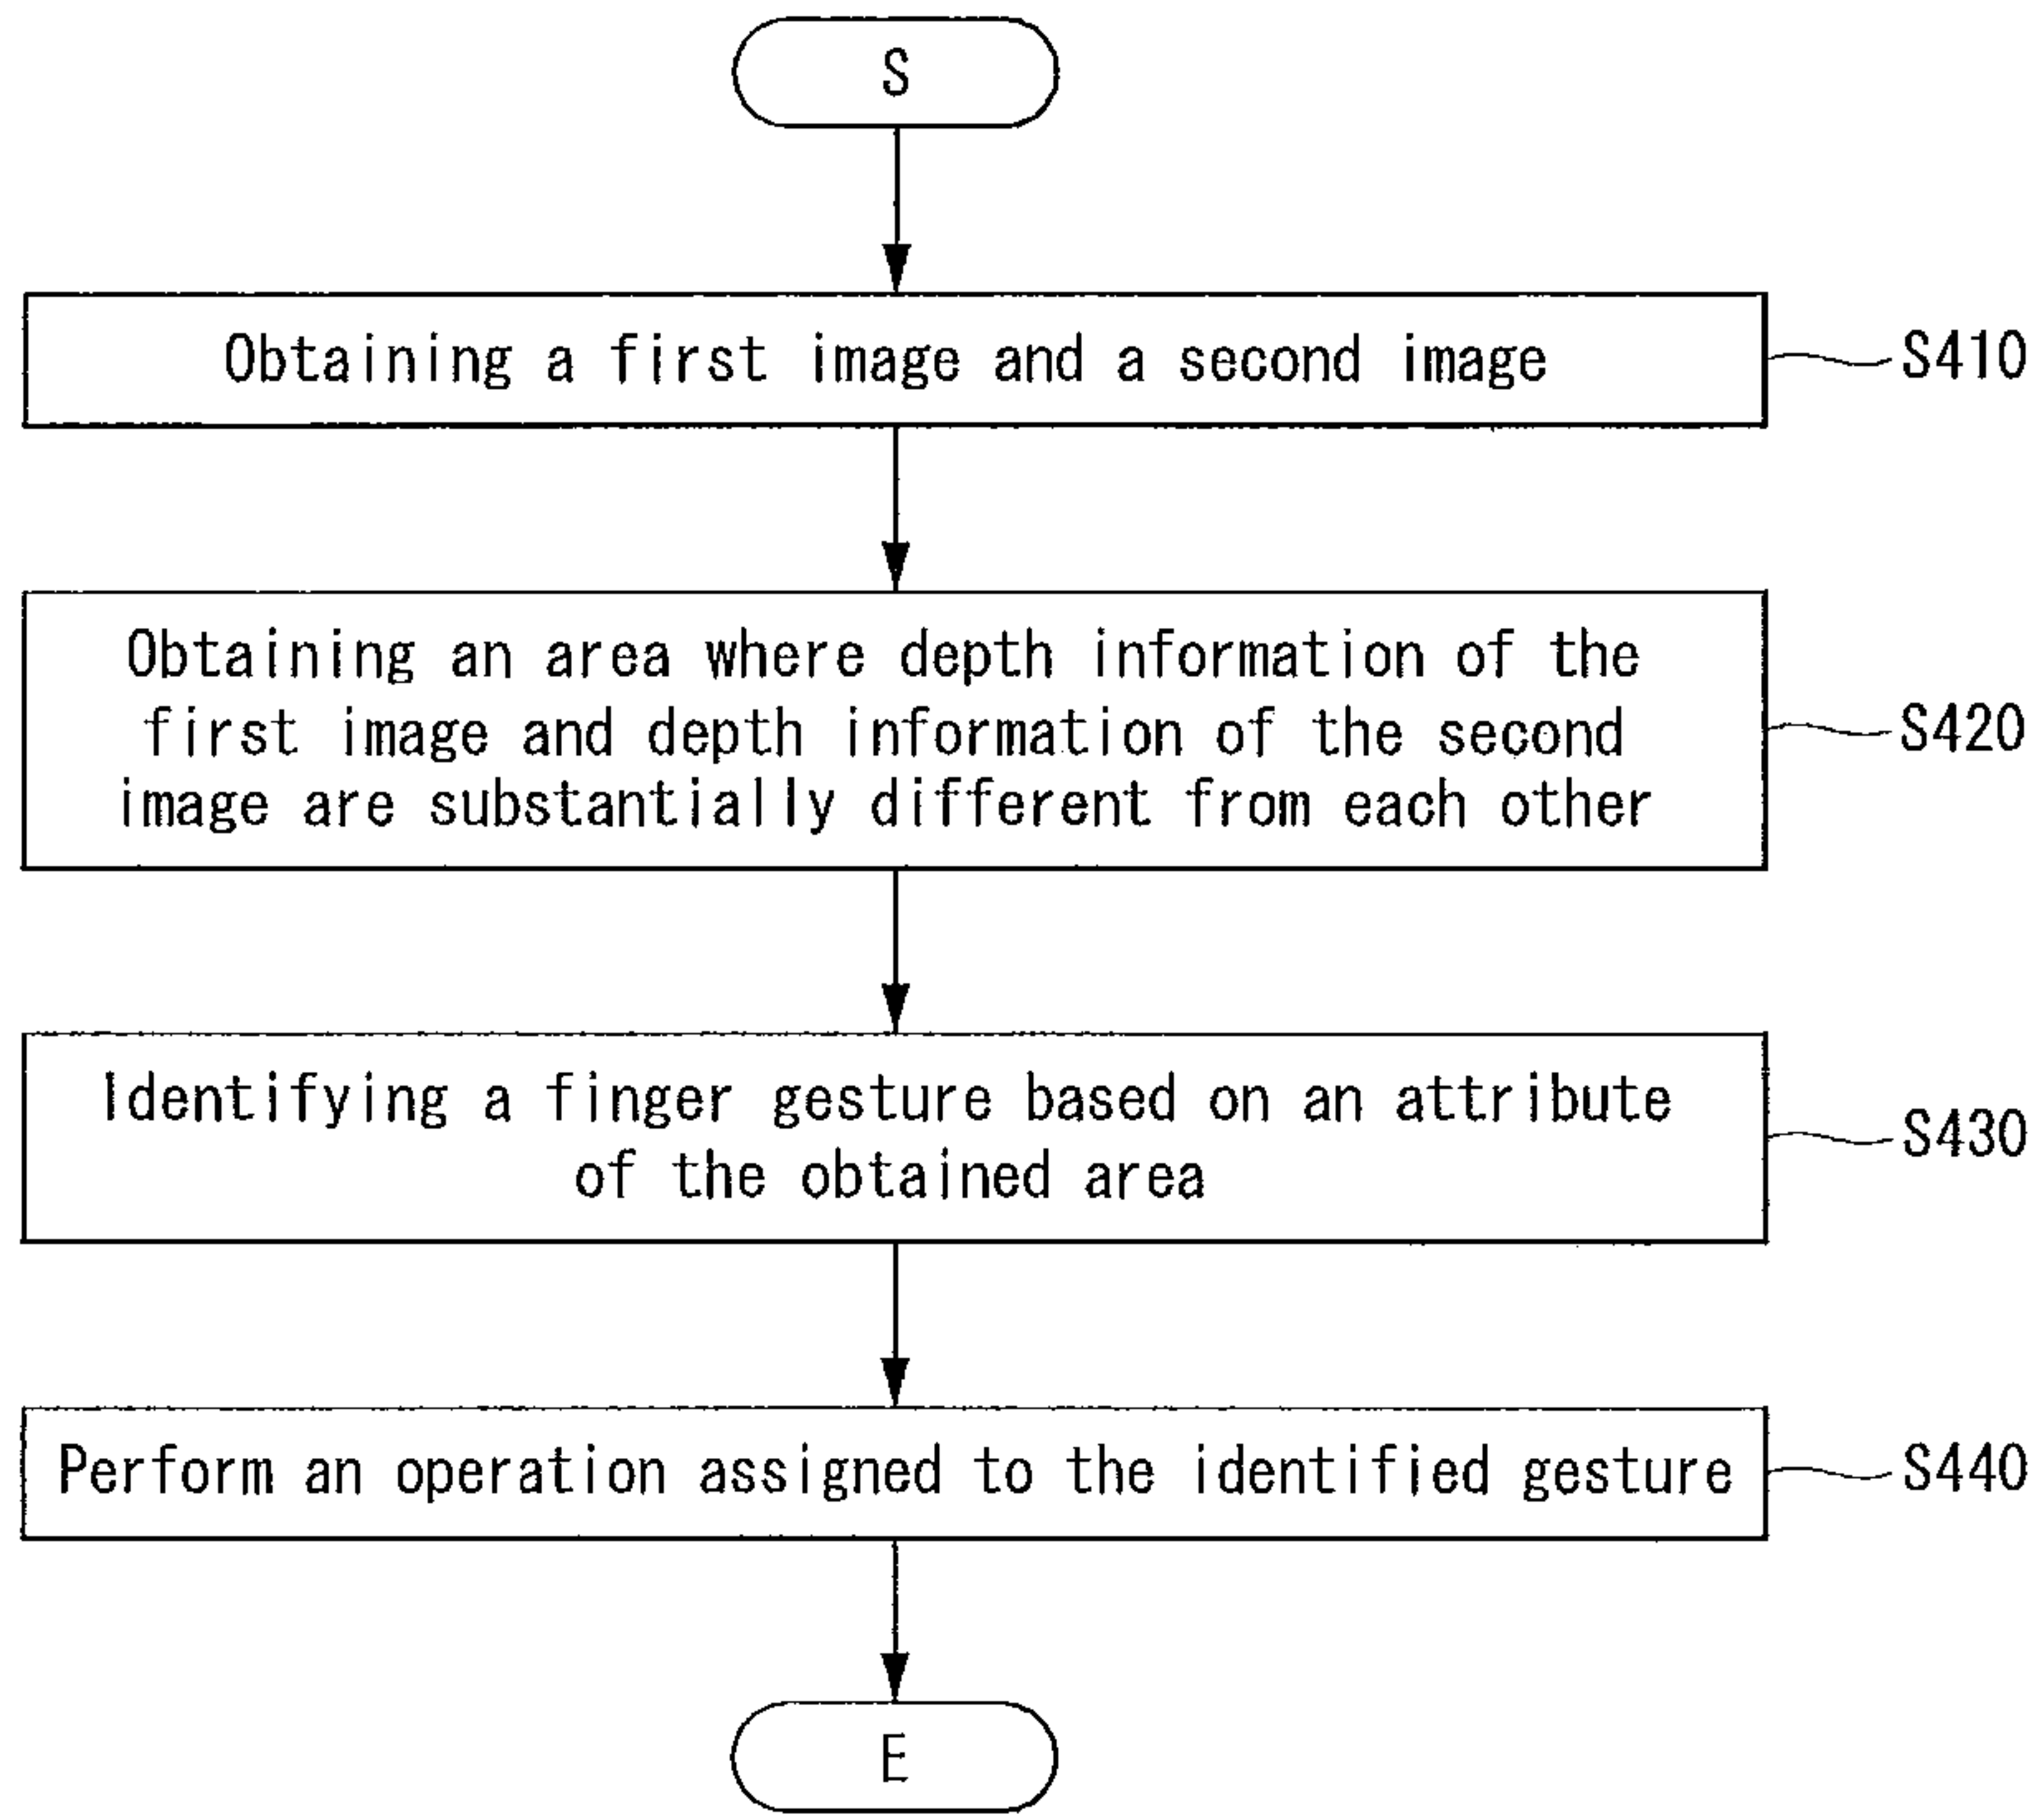 S
Obtaining a first image and a second image
S410
Obtaining an area where depth information of the
first image and depth information of the second
image are substantially different from each other
S420
Identifying a finger gesture based on an attribute
of the obtained area
S430
Perform an operation assigned to the identified gesture
S440
E